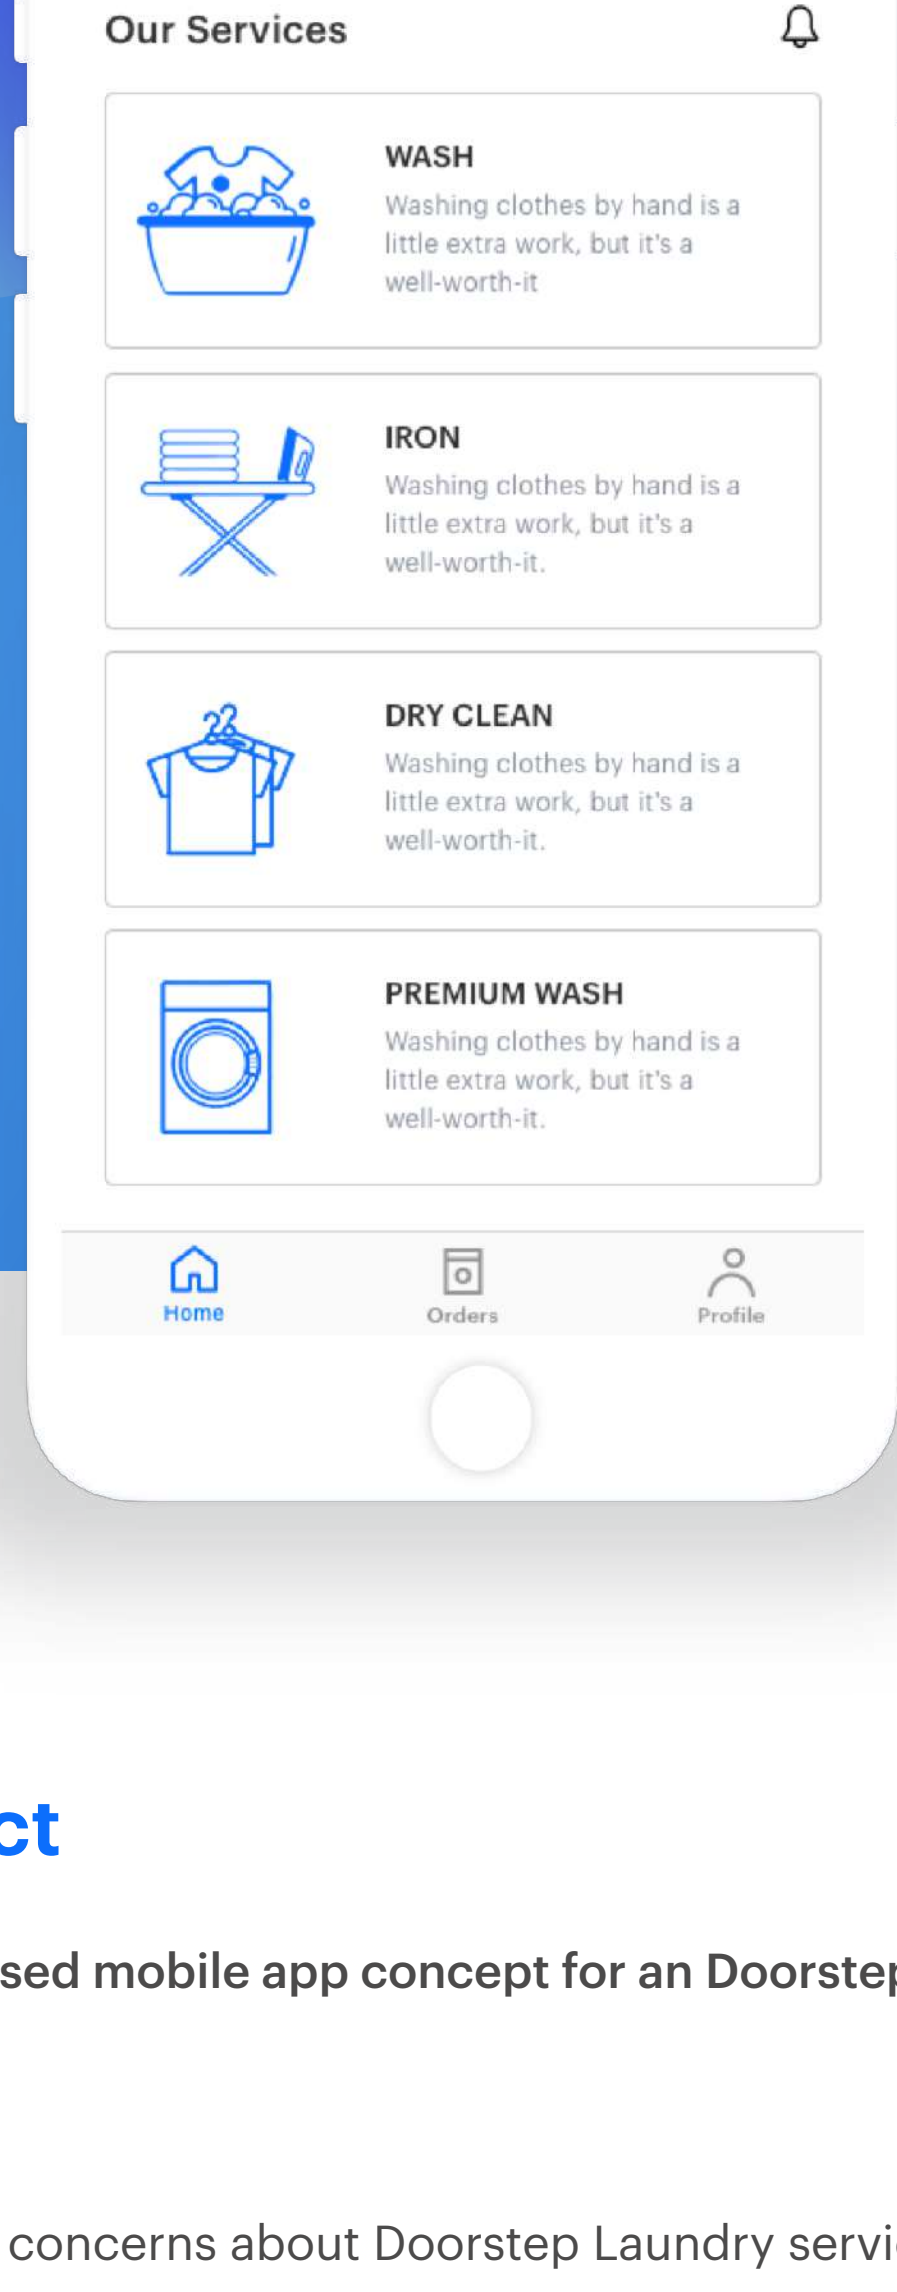 Our Services
WASH
Washing clothes by hand is a
little extra work, but it's a
well-worth-it
IRON
Washing clothes by hand is a
little extra work, but it's a
well-worth-it.
DRY CLEAN
Washing clothes by hand is a
little extra work, but it's a
well-worth-it.
PREMIUM WASH
Washing clothes by hand is a
little extra work, but it's a
well-worth-it.
Home
Orders
Profile
ct
sed mobile app concept for an Doorstep
concerns about Doorstep Laundry servi